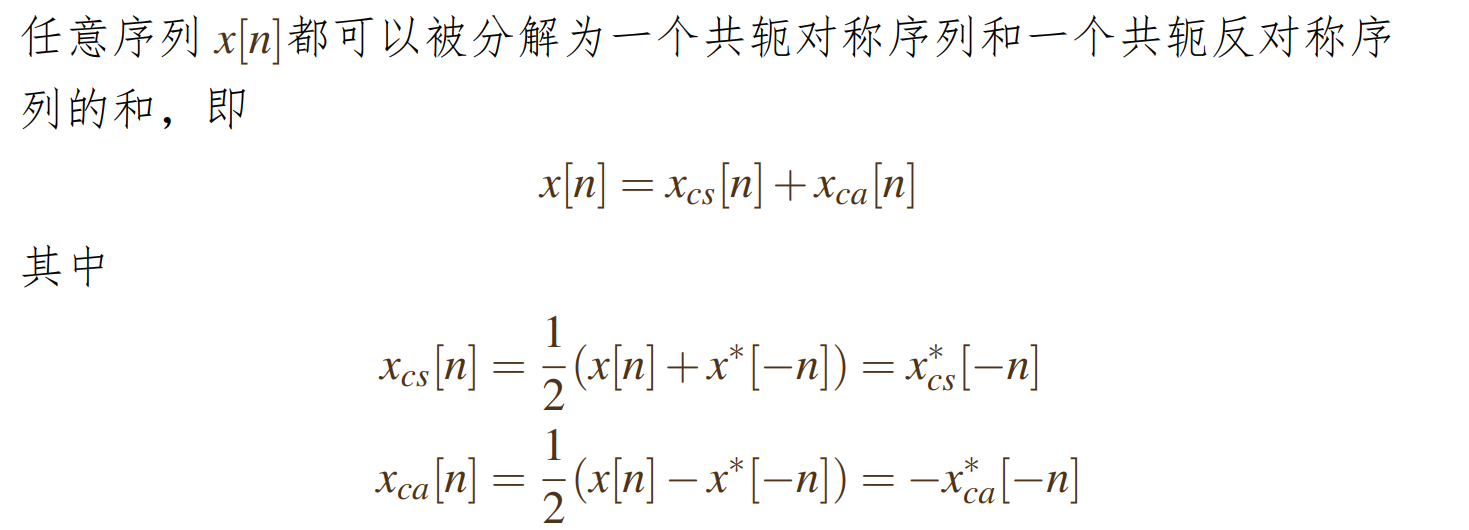 任意序列 x[n]都可以被分解为一个共轭对称序列和一个共轭反对称序
列的和，即
x[n] = x_{cs}[n] + x_{ca}[n]
其中
x_{cs}[n] = \frac{1}{2}(x[n] + x^*[-n]) = x_{cs}^*[-n]
x_{ca}[n] = \frac{1}{2}(x[n] - x^*[-n]) = -x_{ca}^*[-n]